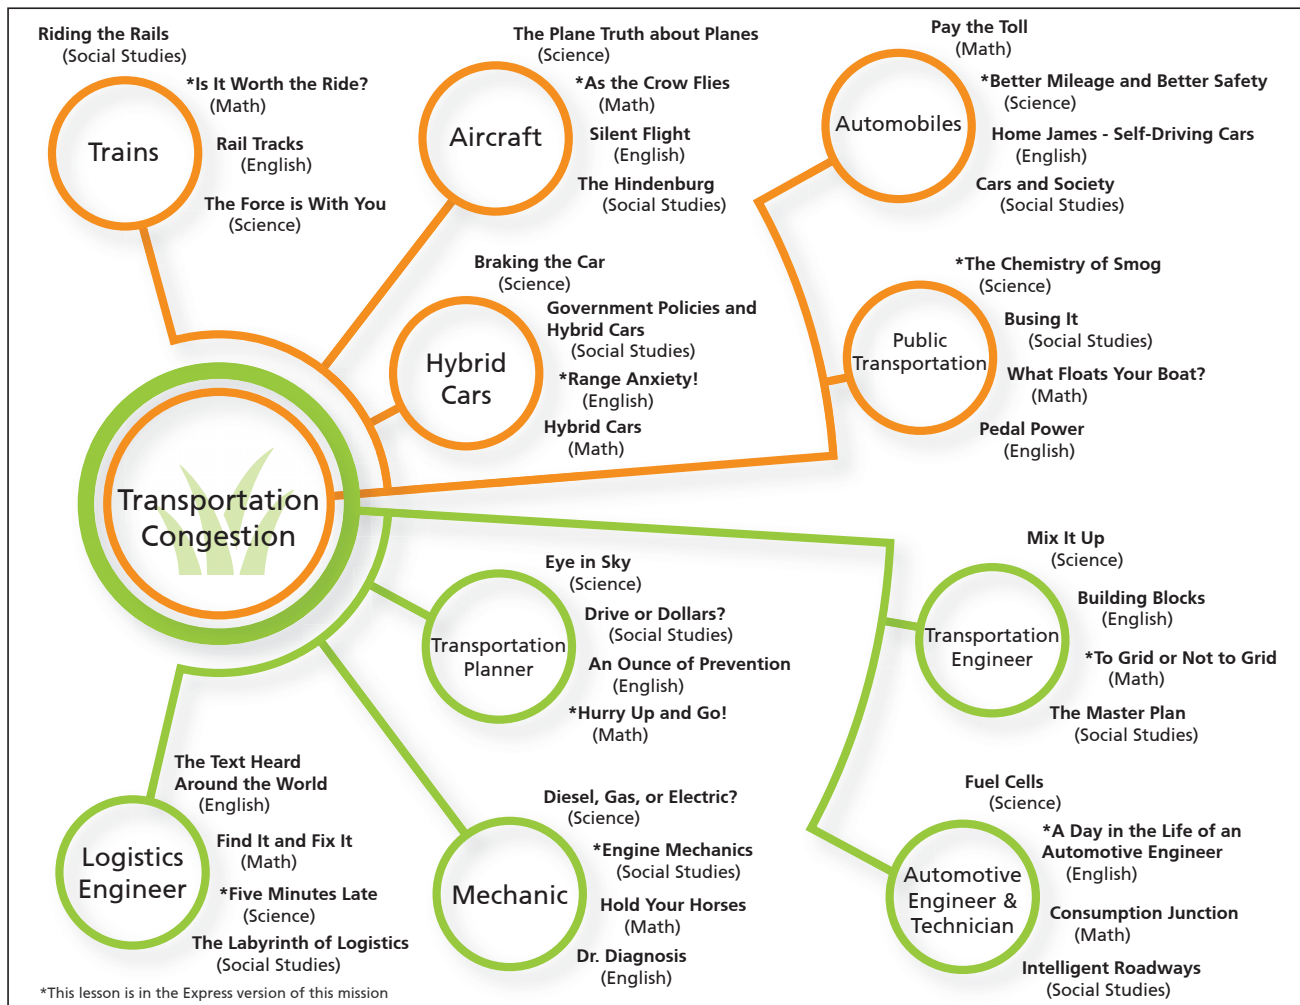 Riding the Rails
(Social Studies)
*Is It Worth the Ride?
(Math)
Rail Tracks
(English)
The Force is With You
(Science)
Trains
The Plane Truth about Planes
(Science)
*As the Crow Flies
(Math)
Silent Flight
(English)
The Hindenburg
(Social Studies)
Aircraft
Pay the Toll
(Math)
*Better Mileage and Better Safety
(Science)
Home James - Self-Driving Cars
(English)
Cars and Society
(Social Studies)
Automobiles
Braking the Car
(Science)
Government Policies and
Hybrid Cars
(Social Studies)
*Range Anxiety!
(English)
Hybrid Cars
(Math)
Hybrid
Cars
*The Chemistry of Smog
(Science)
Busing It
(Social Studies)
What Floats Your Boat?
(Math)
Pedal Power
(English)
Public
Transportation
Transportation
Congestion
Eye in Sky
(Science)
Drive or Dollars?
(Social Studies)
An Ounce of Prevention
(English)
*Hurry Up and Go!
(Math)
Transportation
Planner
Mix It Up
(Science)
Building Blocks
(English)
*To Grid or Not to Grid
(Math)
The Master Plan
(Social Studies)
Transportation
Engineer
The Text Heard
Around the World
(English)
Find It and Fix It
(Math)
*Five Minutes Late
(Science)
The Labyrinth of Logistics
(Social Studies)
Logistics
Engineer
Diesel, Gas, or Electric?
(Science)
*Engine Mechanics
(Social Studies)
Hold Your Horses
(Math)
Dr. Diagnosis
(English)
Mechanic
Fuel Cells
(Science)
*A Day in the Life of an
Automotive Engineer
(English)
Consumption Junction
(Math)
Intelligent Roadways
(Social Studies)
Automotive
Engineer &
Technician
*This lesson is in the Express version of this mission